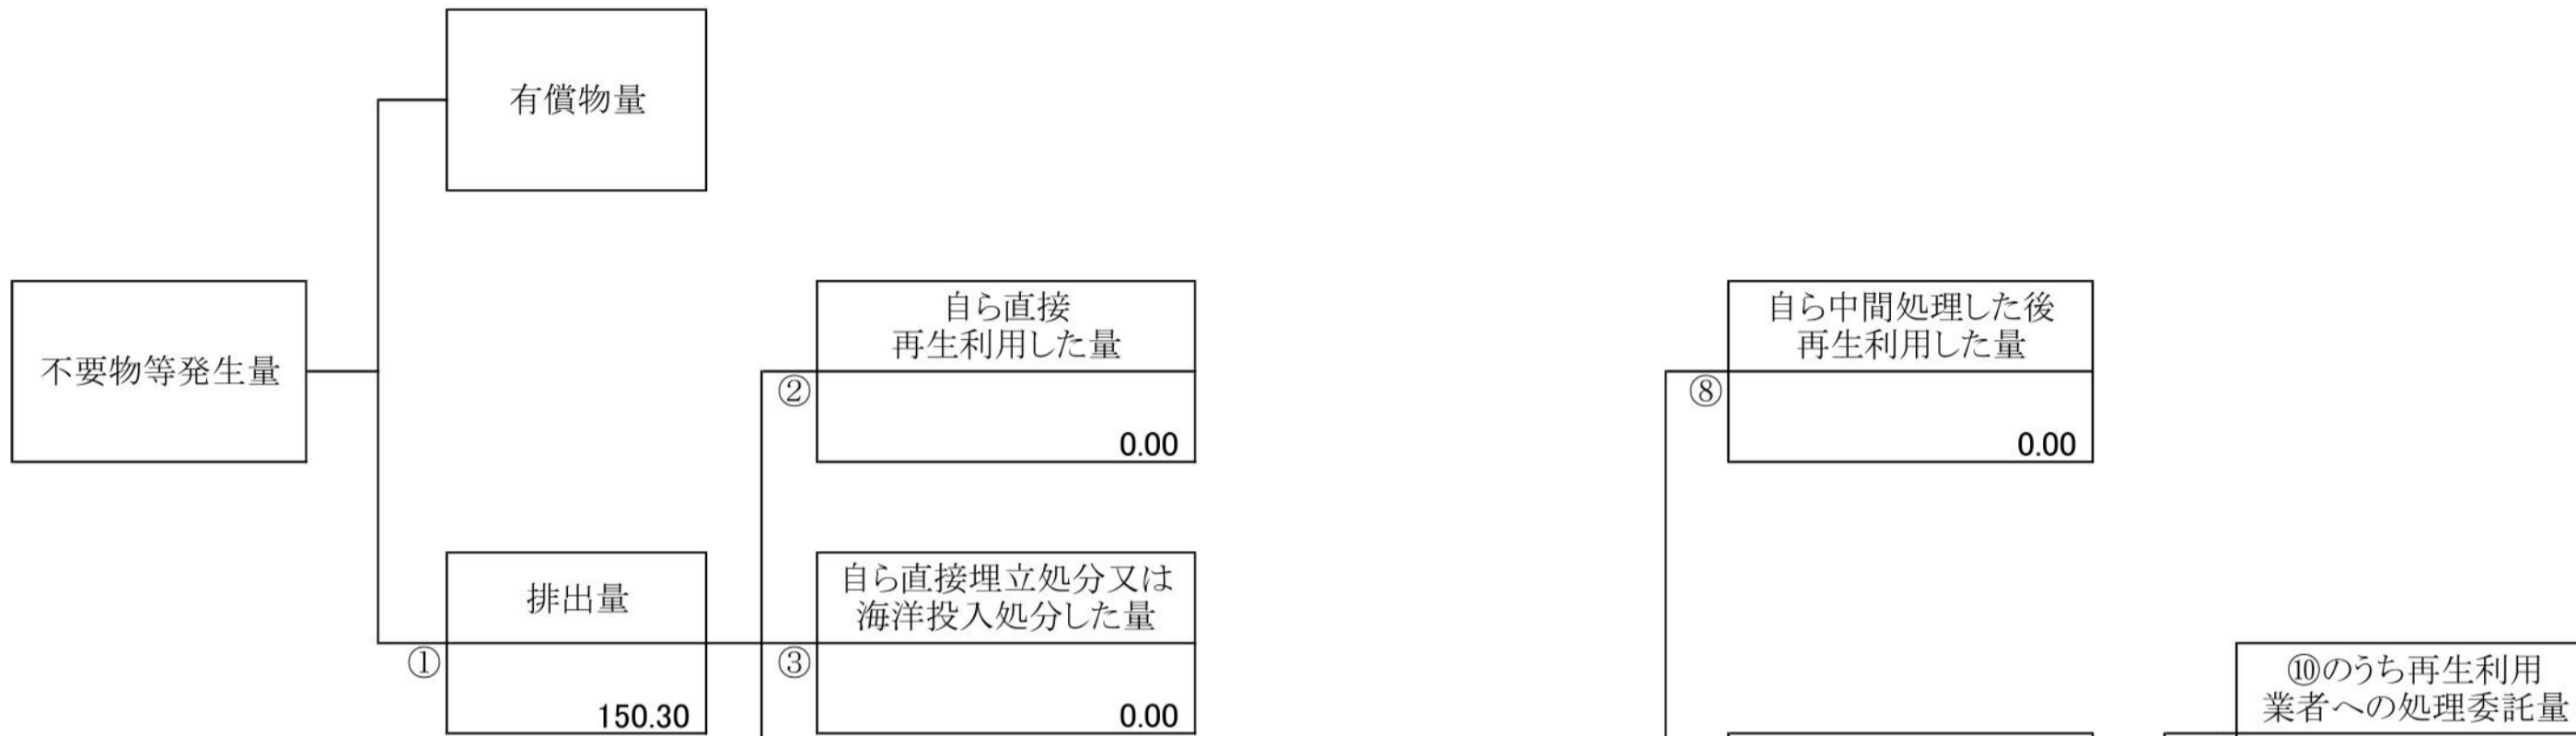 有償物量
不要物等発生量
自ら直接
再生利用した量
②
0.00
自ら中間処理した後
再生利用した量
⑧
0.00
排出量
①
150.30
自ら直接埋立処分又は
海洋投入処分した量
③
0.00
⑩のうち再生利用
業者への処理委託量